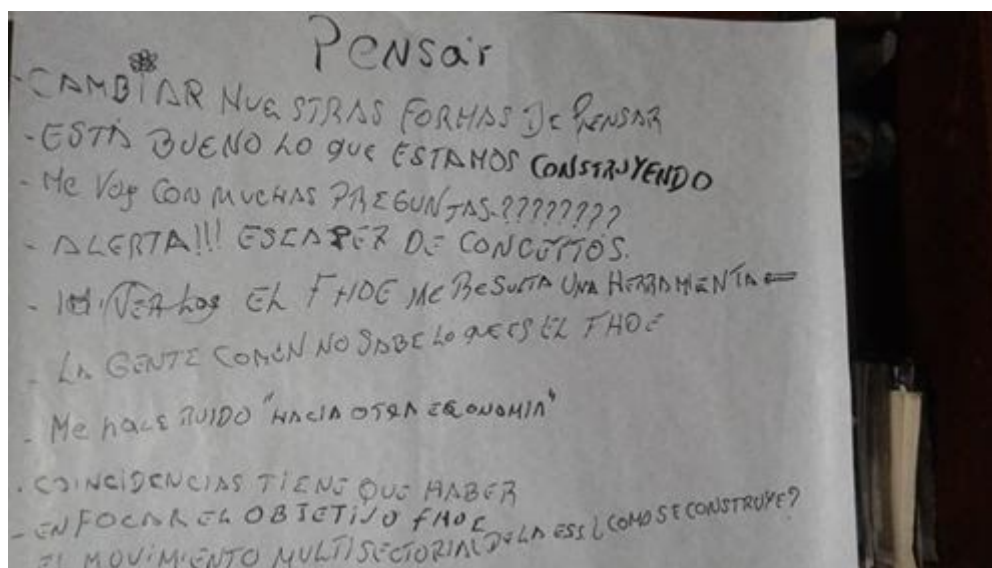 Pensar
- CAMBIAR NUESTRAS FORMAS DE PENSAR
- ESTÁ BUENO LO QUE ESTAMOS CONSTRUYENDO
- Me Voy CON MUCHAS PREGUNTAS-????????
- ALERTA!!! ESCAPER DE CONCEPTOS.
- EL FHOE Me RESULTA UNA HERRAMIENTA
- LA GENTE COMÚN NO SABE LO QUE ES EL FHOE
- Me hace RUIDO "HACIA OTRA ECONOMIA"
. COINCIDENCIAS TIENE QUE HABER
- ENFOCAR EL OBJETIVO FHOE
EL MOVIMIENTO MULTISECTORIAL DE LA ESS ¿COMO SE CONSTRUYE?